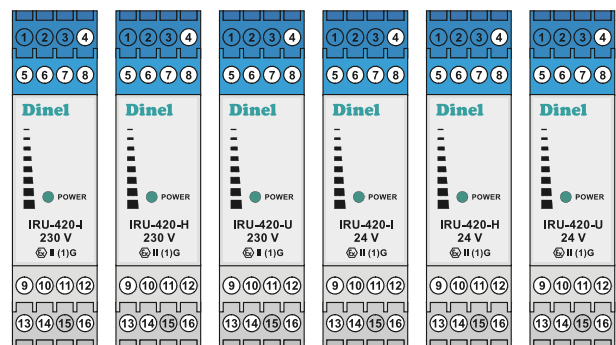 1 2 3 4 1 2 3 4 1 2 3 4 1 2 3 4 1 2 3 4 1 2 3 4
5 6 7 8 5 6 7 8 5 6 7 8 5 6 7 8 5 6 7 8 5 6 7 8
Dinel Dinel Dinel Dinel Dinel Dinel
POWER POWER POWER POWER POWER POWER
IRU-420-I IRU-420-H IRU-420-U IRU-420-I IRU-420-H IRU-420-U
230 V 230 V 230 V 24 V 24 V 24 V
Ex II (1)G Ex II (1)G Ex II (1)G Ex II (1)G Ex II (1)G Ex II (1)G
9 10 11 12 9 10 11 12 9 10 11 12 9 10 11 12 9 10 11 12 9 10 11 12
13 14 15 16 13 14 15 16 13 14 15 16 13 14 15 16 13 14 15 16 13 14 15 16